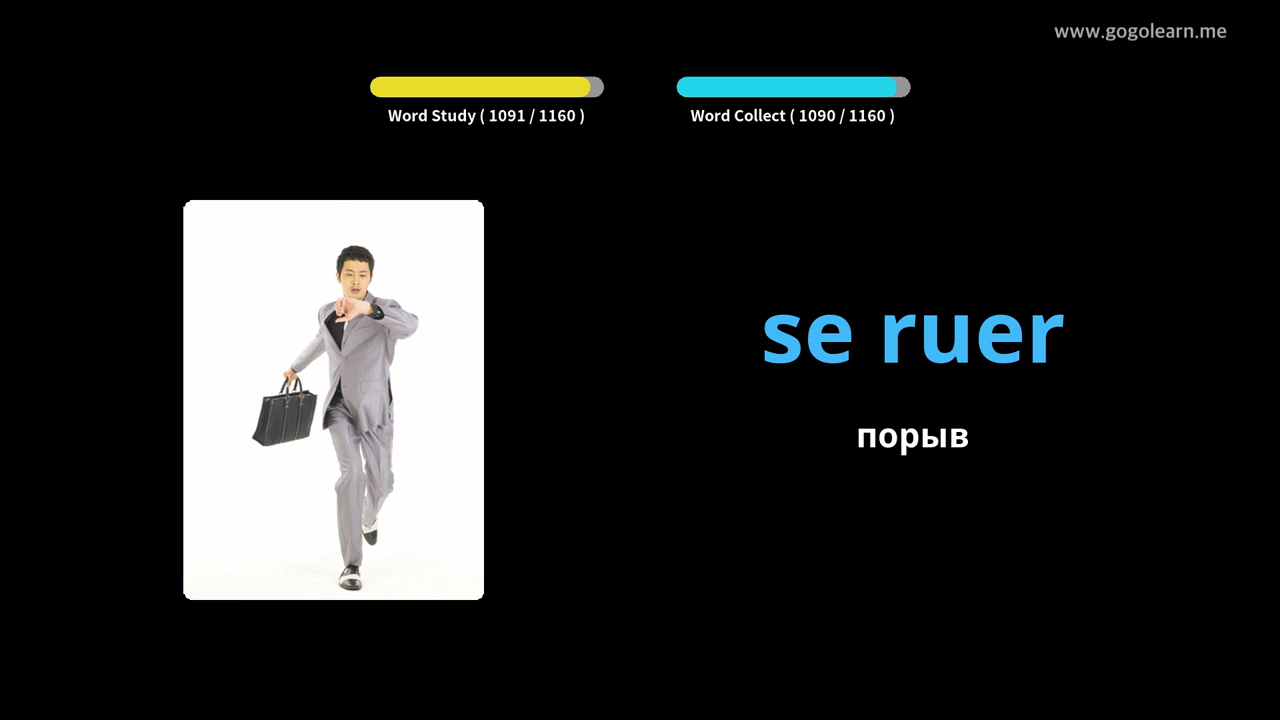 www.gogolearn.me
Word Study ( 1091 / 1160 )
Word Collect ( 1090 / 1160 )
se ruer
порыв